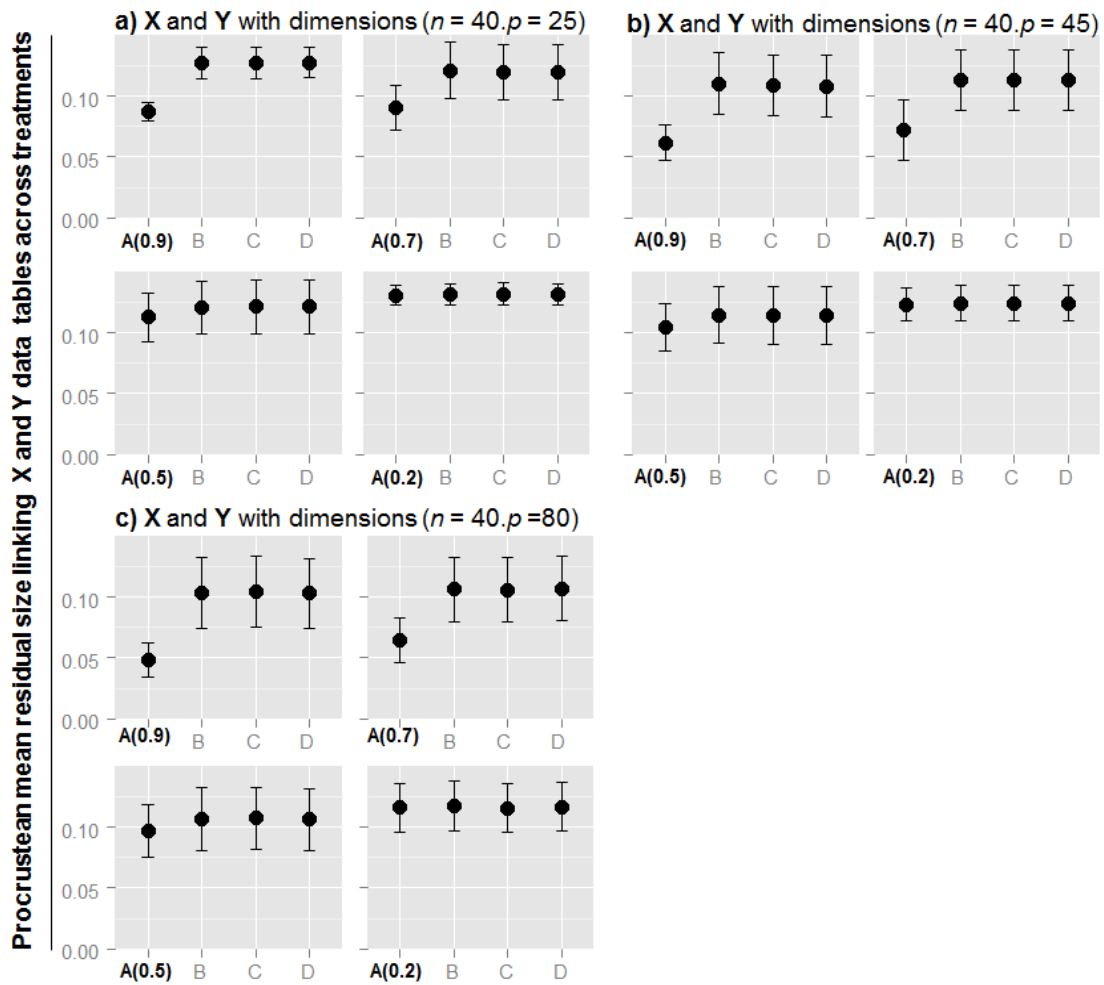 Procrustean mean residual size linking X and Y data tables across treatments
a) X and Y with dimensions (n = 40.p = 25)
0.10
0.05
0.00
A(0.9) B C D
A(0.7) B C D
0.10
0.05
0.00
A(0.5) B C D
A(0.2) B C D
b) X and Y with dimensions (n = 40.p = 45)
A(0.9) B C D
A(0.7) B C D
A(0.5) B C D
A(0.2) B C D
c) X and Y with dimensions (n = 40.p =80)
0.10
0.05
0.00
A(0.9) B C D
A(0.7) B C D
0.10
0.05
0.00
A(0.5) B C D
A(0.2) B C D